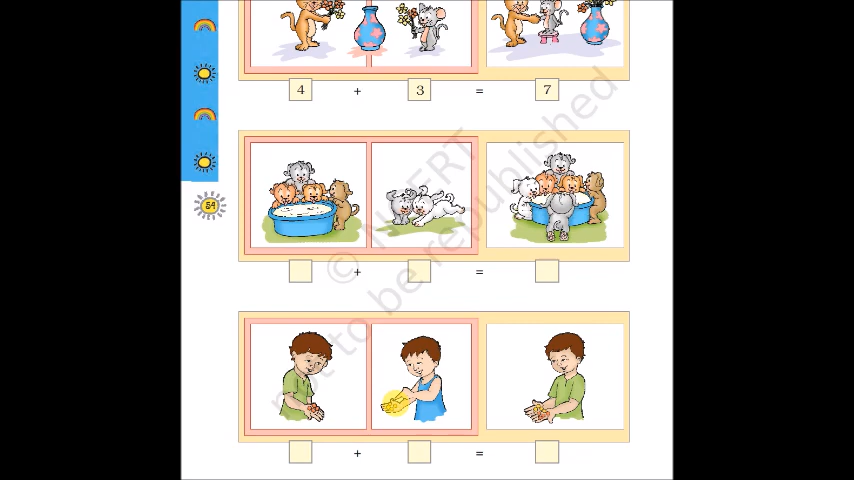 4 + 3 = 7
54
+ =
+ =
© NCERT
not to be republished